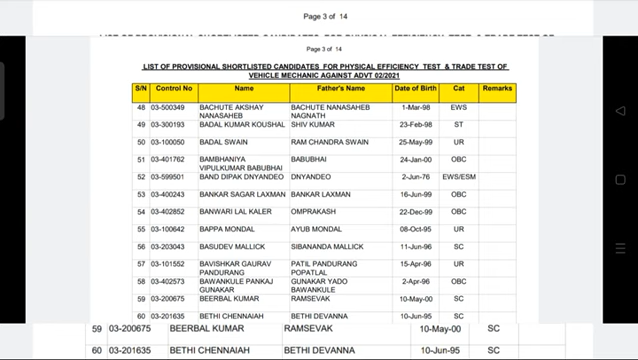 Page 3 of 14
Page 3 of 14
LIST OF PROVISIONAL SHORTLISTED CANDIDATES FOR PHYSICAL EFFICIENCY TEST & TRADE TEST OF
VEHICLE MECHANIC AGAINST ADVT 02/2021
S/N Control No Name Father's Name Date of Birth Cat Remarks
48 03-500349 BACHUTE AKSHAY NANASAHEB BACHUTE NANASAHEB NAGNATH 1-Mar-98 EWS
49 03-300193 BADAL KUMAR KOUSHAL SHIV KUMAR 23-Feb-98 ST
50 03-100050 BADAL SWAIN RAM CHANDRA SWAIN 25-May-99 UR
51 03-401762 BAMBHANIYA VIPULKUMAR BABUBHAI BABUBHAI 24-Jan-00 OBC
52 03-599501 BAND DIPAK DNYANDEO DNYANDEO 2-Jun-76 EWS/ESM
53 03-400243 BANKAR SAGAR LAXMAN BANKAR LAXMAN 16-Jun-99 OBC
54 03-402852 BANWARI LAL KALER OMPRAKASH 22-Dec-99 OBC
55 03-100642 BAPPA MONDAL AYUB MONDAL 08-Oct-95 UR
56 03-203043 BASUDEV MALLICK SIBANANDA MALLICK 11-Jun-96 SC
57 03-101552 BAVISHKAR GAURAV PANDURANG PATIL PANDURANG POPATLAL 15-Apr-96 UR
58 03-402573 BAWANKULE PANKAJ GUNAKAR GUNAKAR YADO BAWANKULE 2-Apr-96 OBC
59 03-200675 BEERBAL KUMAR RAMSEVAK 10-May-00 SC
60 03-201635 BETHI CHENNAIAH BETHI DEVANNA 10-Jun-95 SC
59 03-200675 BEERBAL KUMAR RAMSEVAK 10-May-00 SC
60 03-201635 BETHI CHENNAIAH BETHI DEVANNA 10-Jun-95 SC